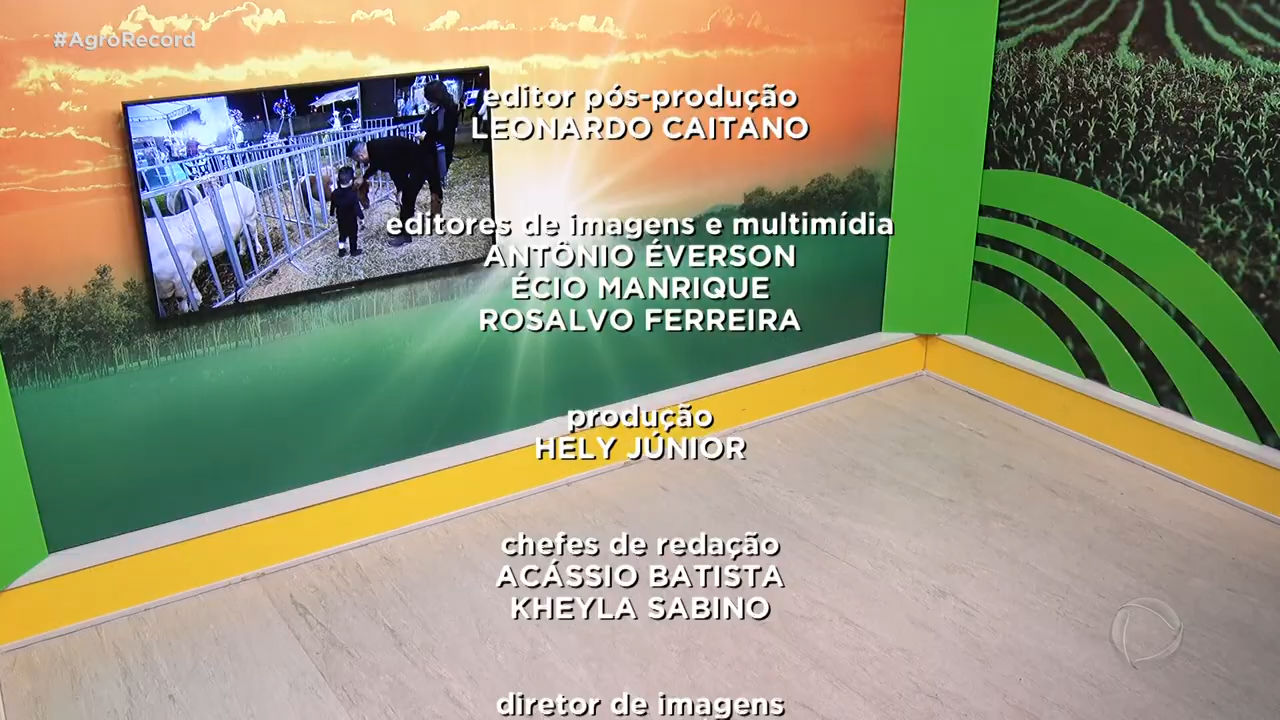 #AgroRecord
editor pós-produção
LEONARDO CAITANO
editores de imagens e multimídia
ANTÔNIO ÉVERSON
ÉCIO MANRIQUE
ROSALVO FERREIRA
produção
HELY JÚNIOR
chefes de redação
ACÁSSIO BATISTA
KHEYLA SABINO
diretor de imagens